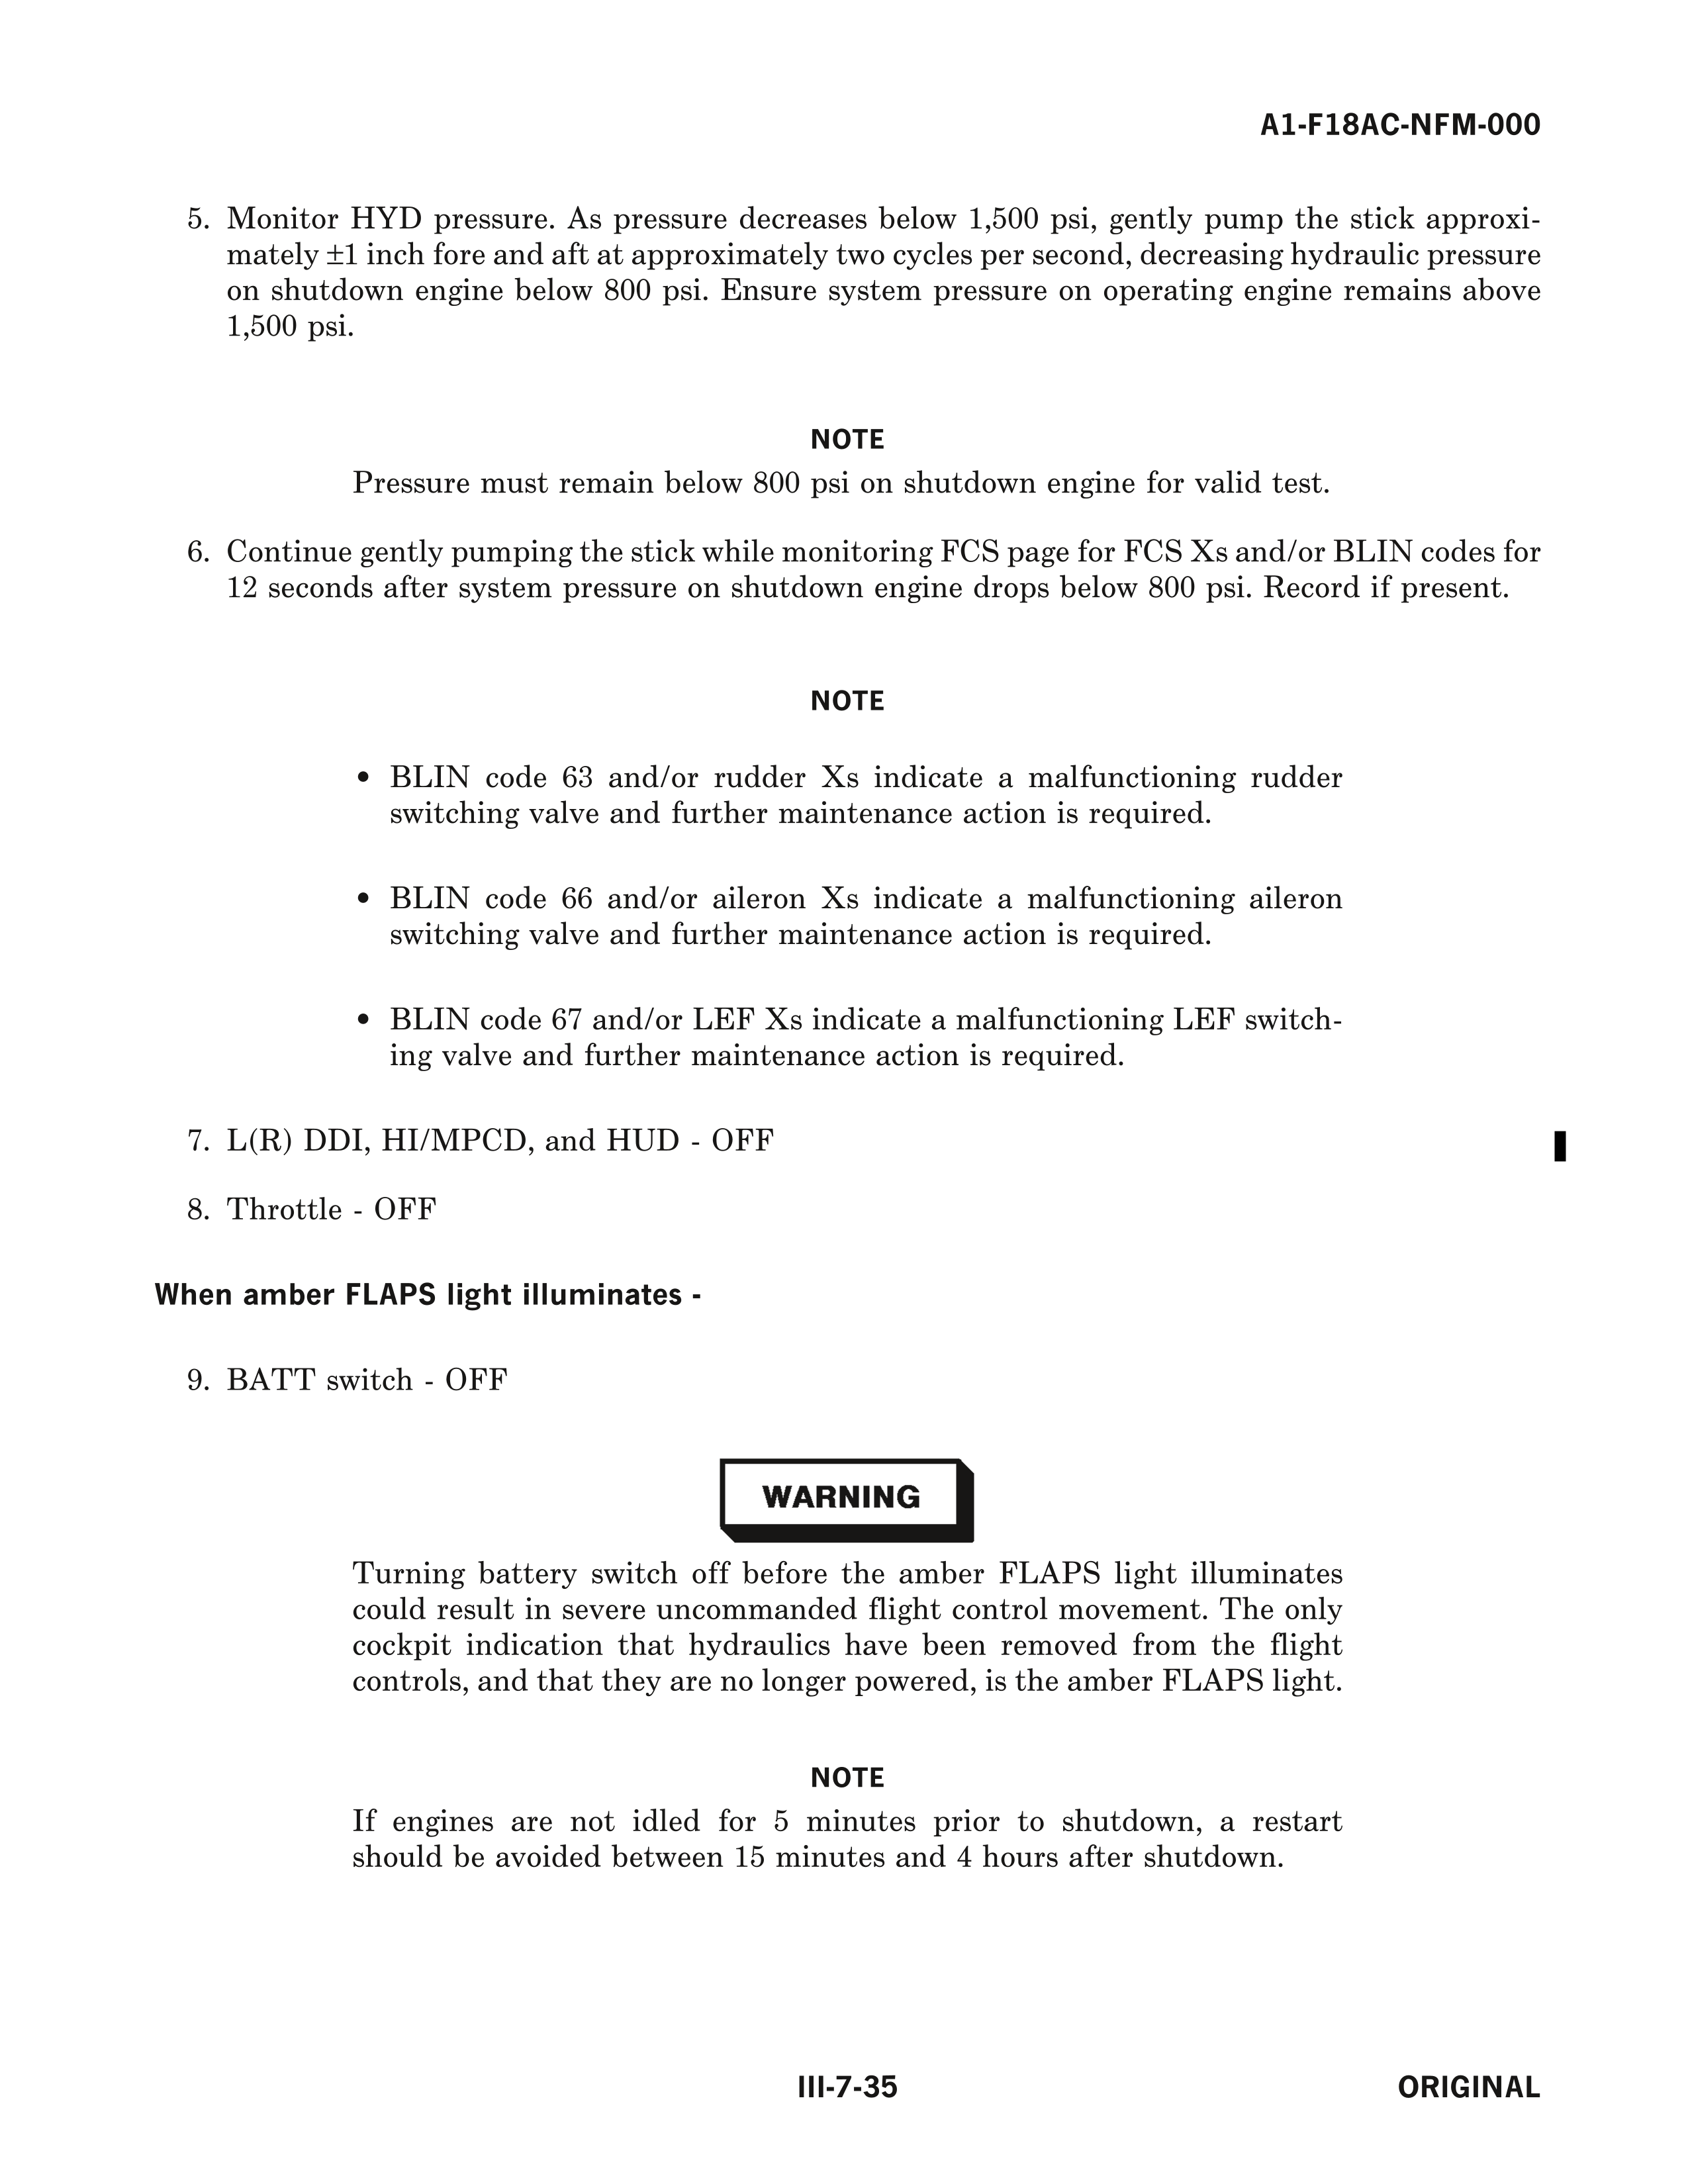 A1-F18AC-NFM-000
5. Monitor HYD pressure. As pressure decreases below 1,500 psi, gently pump the stick approxi-
mately ±1 inch fore and aft at approximately two cycles per second, decreasing hydraulic pressure
on shutdown engine below 800 psi. Ensure system pressure on operating engine remains above
1,500 psi.
NOTE
Pressure must remain below 800 psi on shutdown engine for valid test.
6. Continue gently pumping the stick while monitoring FCS page for FCS Xs and/or BLIN codes for
12 seconds after system pressure on shutdown engine drops below 800 psi. Record if present.
NOTE
• BLIN code 63 and/or rudder Xs indicate a malfunctioning rudder
switching valve and further maintenance action is required.
• BLIN code 66 and/or aileron Xs indicate a malfunctioning aileron
switching valve and further maintenance action is required.
• BLIN code 67 and/or LEF Xs indicate a malfunctioning LEF switch-
ing valve and further maintenance action is required.
7. L(R) DDI, HI/MPCD, and HUD - OFF
8. Throttle - OFF
When amber FLAPS light illuminates -
9. BATT switch - OFF
WARNING
Turning battery switch off before the amber FLAPS light illuminates
could result in severe uncommanded flight control movement. The only
cockpit indication that hydraulics have been removed from the flight
controls, and that they are no longer powered, is the amber FLAPS light.
NOTE
If engines are not idled for 5 minutes prior to shutdown, a restart
should be avoided between 15 minutes and 4 hours after shutdown.
III-7-35
ORIGINAL